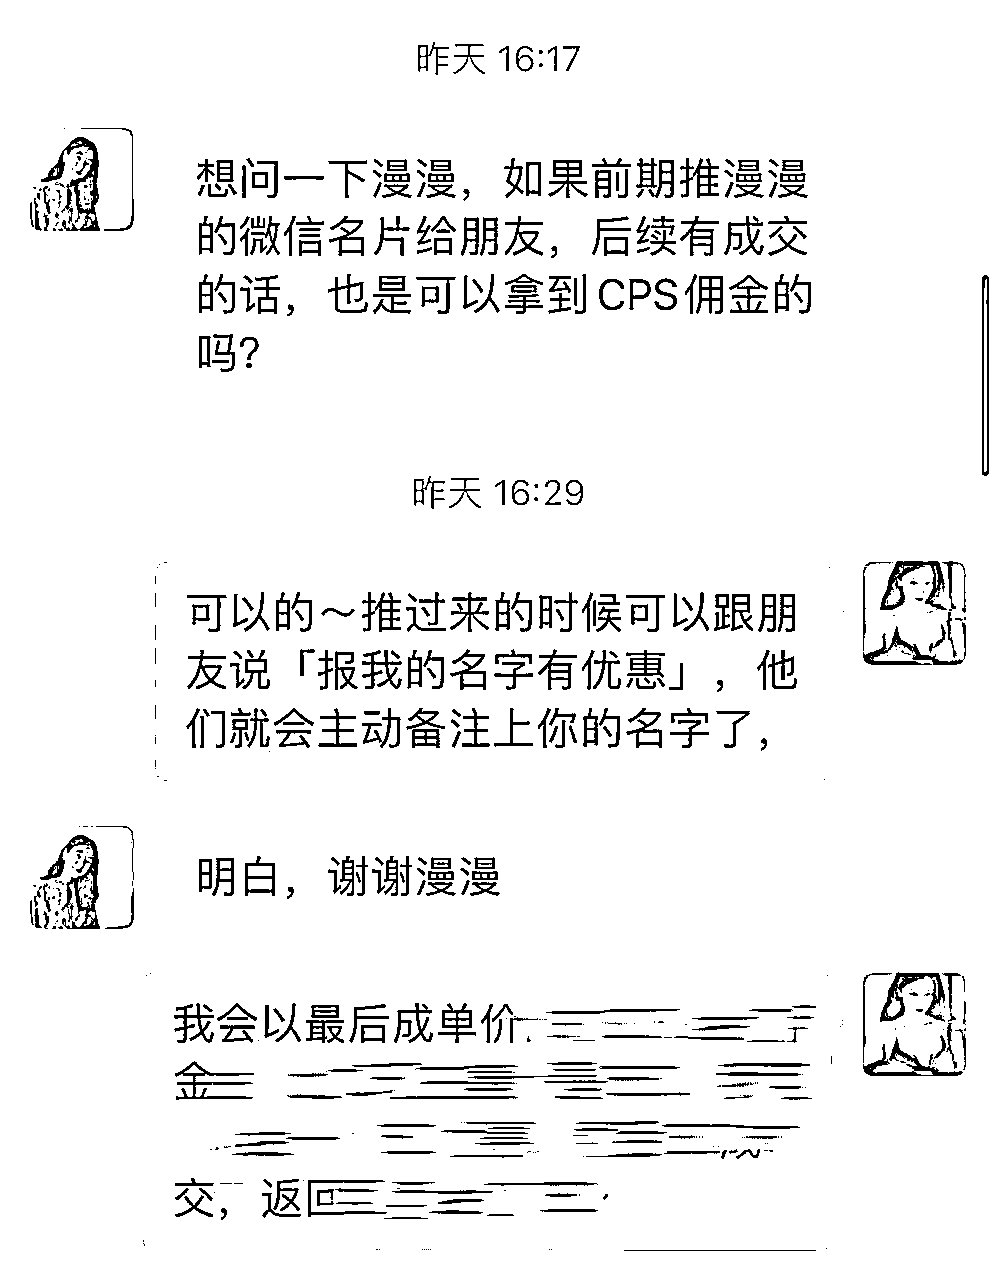 昨天 16:17
想问一下漫漫，如果前期推漫漫
的微信名片给朋友，后续有成交
的话，也是可以拿到CPS佣金的
吗？
昨天 16:29
可以的～推过来的时候可以跟朋
友说「报我的名字有优惠」，他
们就会主动备注上你的名字了，
明白，谢谢漫漫
我会以最后成单价
金
交，返回